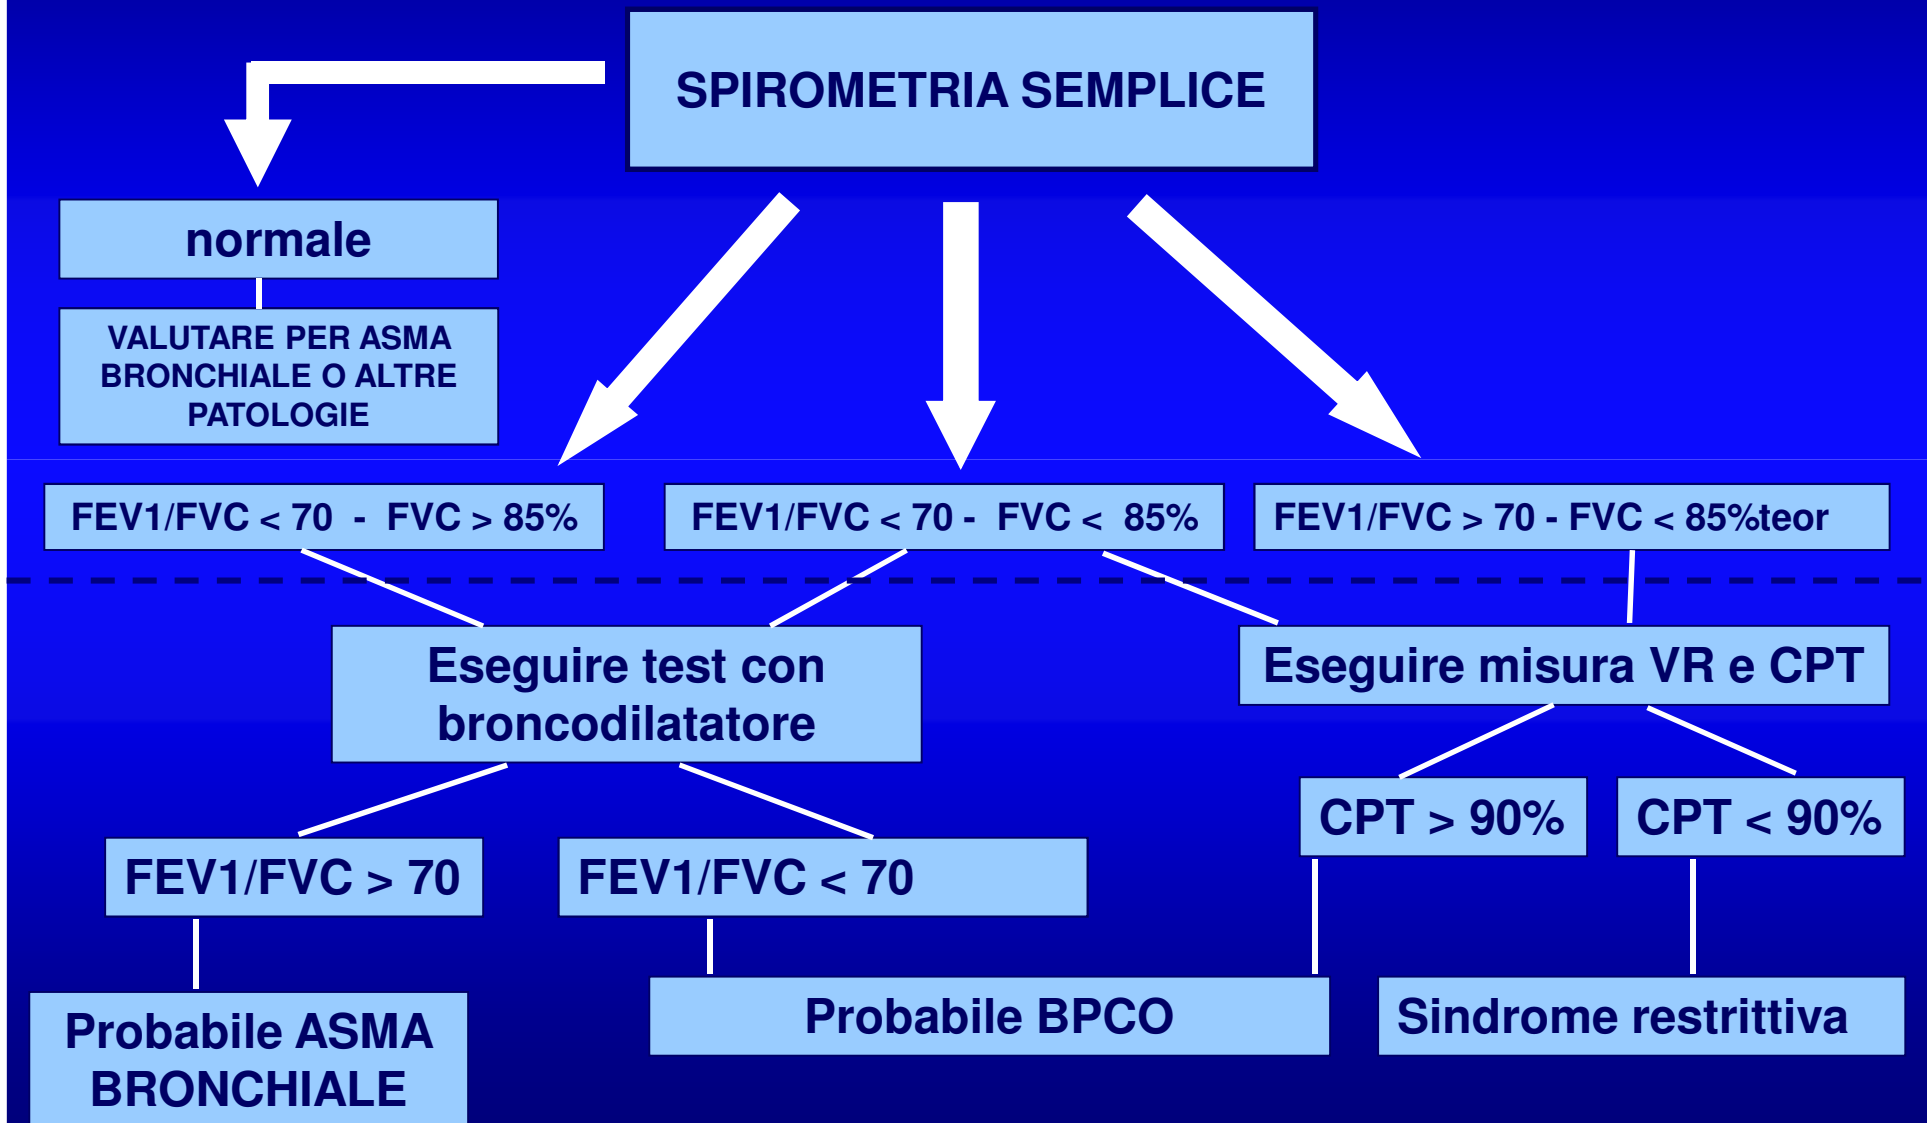 SPIROMETRIA SEMPLICE
normale
VALUTARE PER ASMA
BRONCHIALE O ALTRE
PATOLOGIE
FEV1/FVC < 70 - FVC > 85%
FEV1/FVC < 70 - FVC < 85%
FEV1/FVC > 70 - FVC < 85%teor
Eseguire test con
broncodilatatore
Eseguire misura VR e CPT
CPT > 90%
CPT < 90%
FEV1/FVC > 70
FEV1/FVC < 70
Probabile ASMA
BRONCHIALE
Probabile BPCO
Sindrome restrittiva